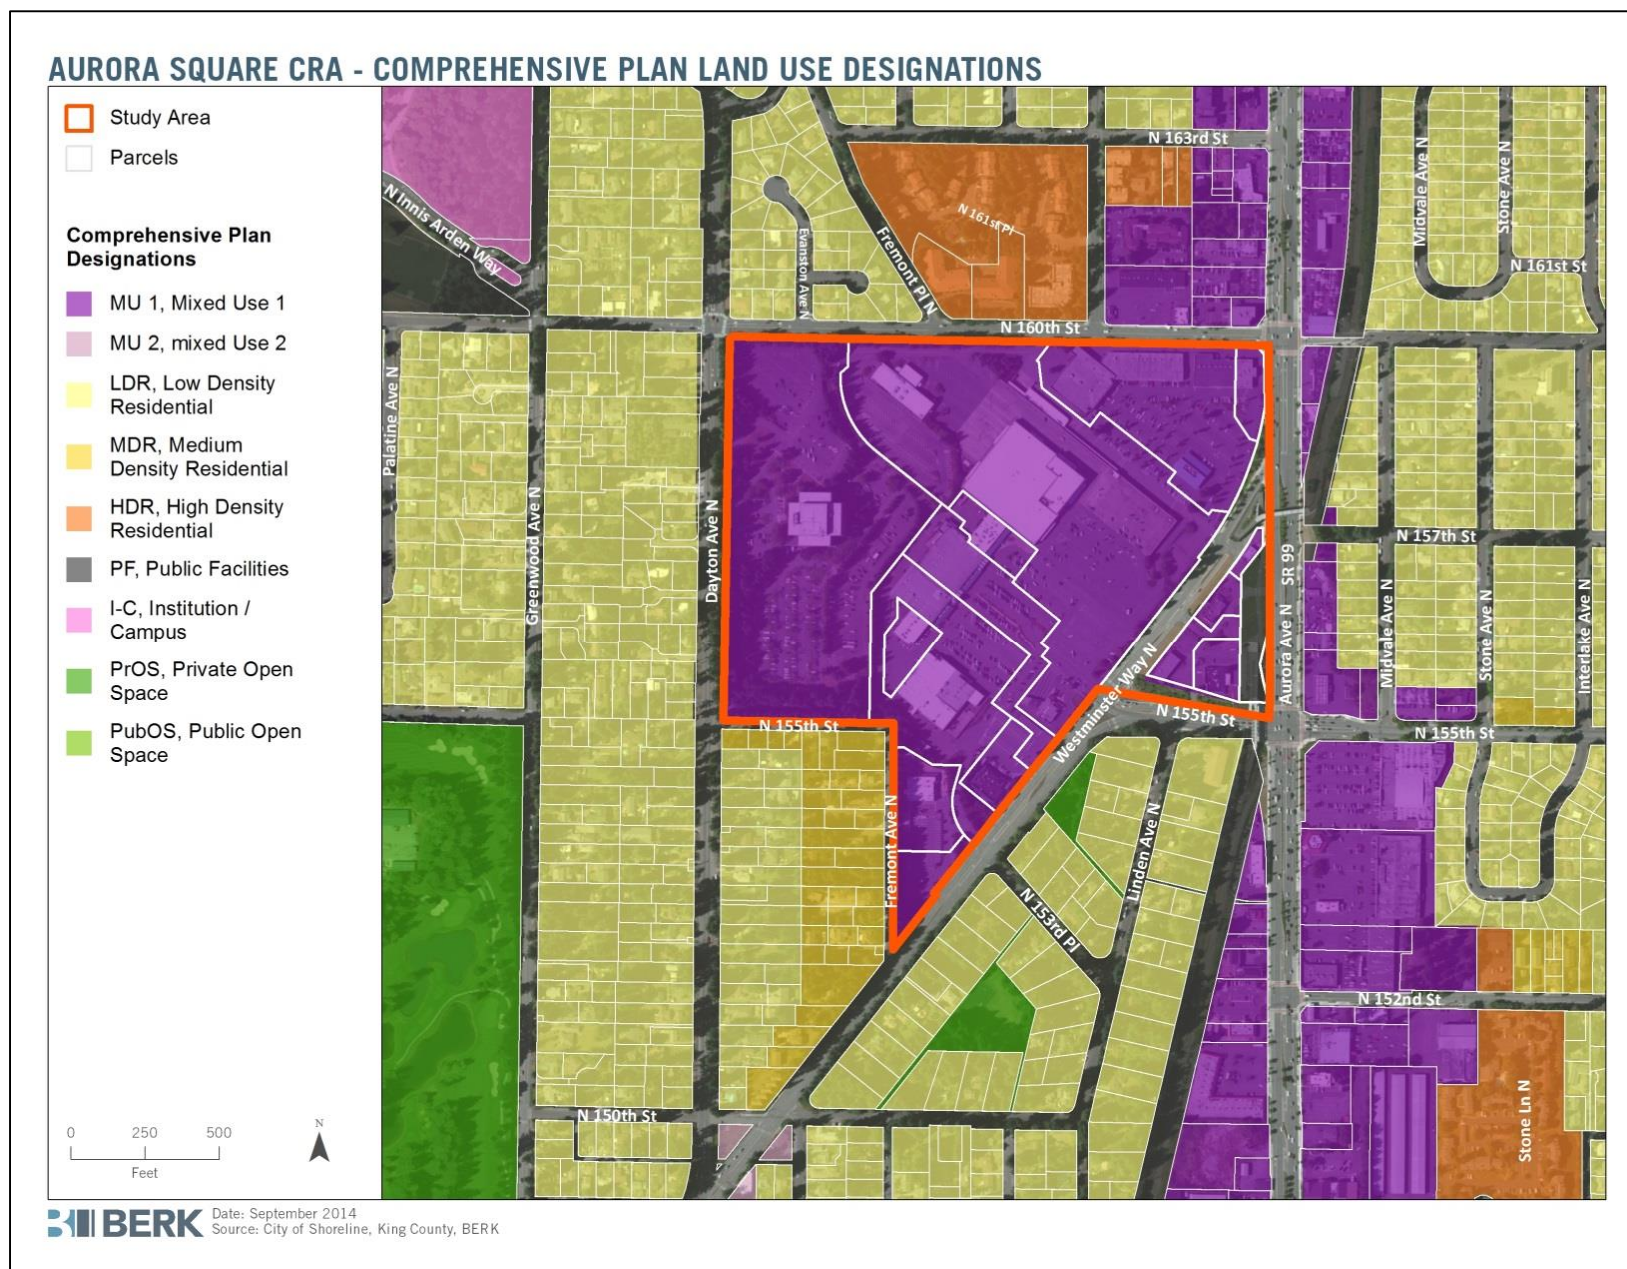 AURORA SQUARE CRA - COMPREHENSIVE PLAN LAND USE DESIGNATIONS
Study Area
Parcels
Comprehensive Plan
Designations
MU 1, Mixed Use 1
MU 2, mixed Use 2
LDR, Low Density
Residential
MDR, Medium
Density Residential
HDR, High Density
Residential
PF, Public Facilities
I-C, Institution /
Campus
PrOS, Private Open
Space
PubOS, Public Open
Space
0 250 500
Feet
N
N 163rd St
N Innis Arden Way
Evanston Ave N
Fremont Pl N
N 161st Pl
Midvale Ave N
Stone Ave N
N 161st St
N 160th St
Palatine Ave N
Greenwood Ave N
Dayton Ave N
SR 99
Aurora Ave N
N 157th St
Midvale Ave N
Stone Ave N
Interlake Ave N
Westminster Way N
N 155th St
N 155th St
N 155th St
Fremont Ave N
Linden Ave N
N 153rd Pl
N 152nd St
Stone Ln N
N 150th St
BERK
Date: September 2014
Source: City of Shoreline, King County, BERK